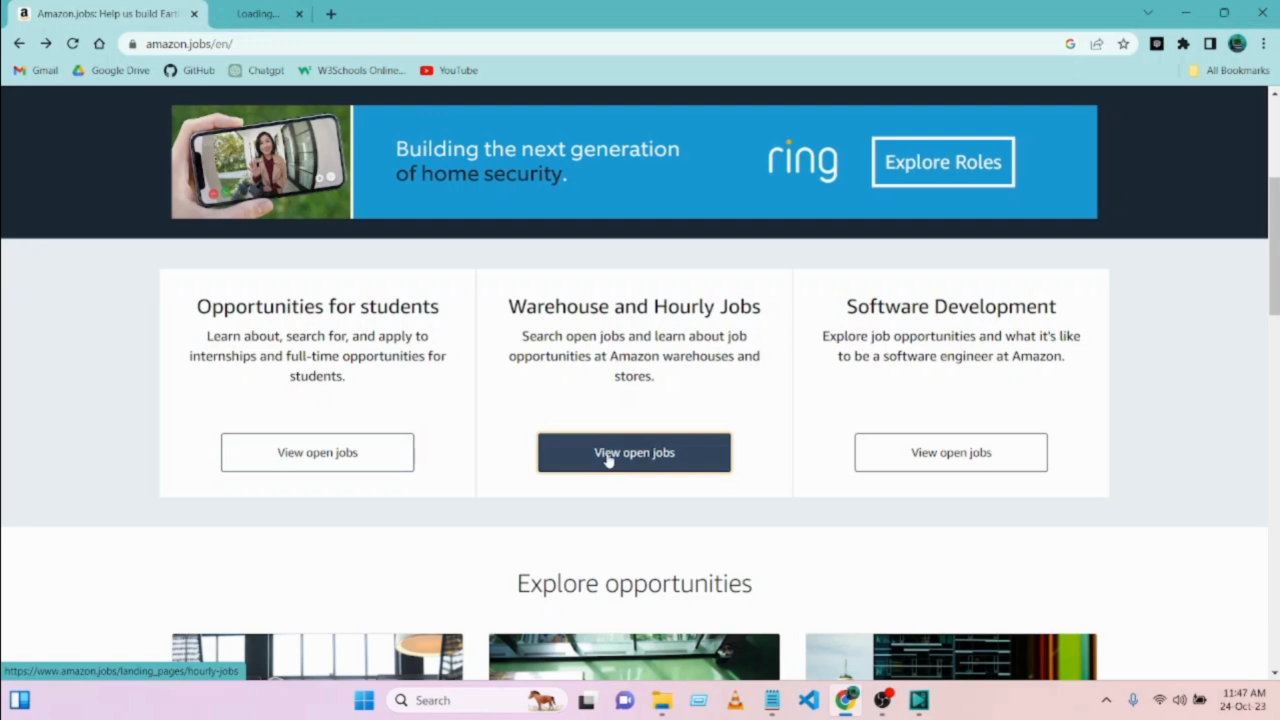 Amazon.jobs: Help us build Eart
Loading...
amazon.jobs/en/
Gmail
Google Drive
GitHub
Chatgpt
W3Schools Online...
YouTube
All Bookmarks
Building the next generation
of home security.
ring
Explore Roles
Opportunities for students
Learn about, search for, and apply to
internships and full-time opportunities for
students.
View open jobs
Warehouse and Hourly Jobs
Search open jobs and learn about job
opportunities at Amazon warehouses and
stores.
View open jobs
Software Development
Explore job opportunities and what it's like
to be a software engineer at Amazon.
View open jobs
Explore opportunities
https://www.amazon.jobs/landing_pages/hourly-jobs
Search
11:47 AM
24-Oct-23